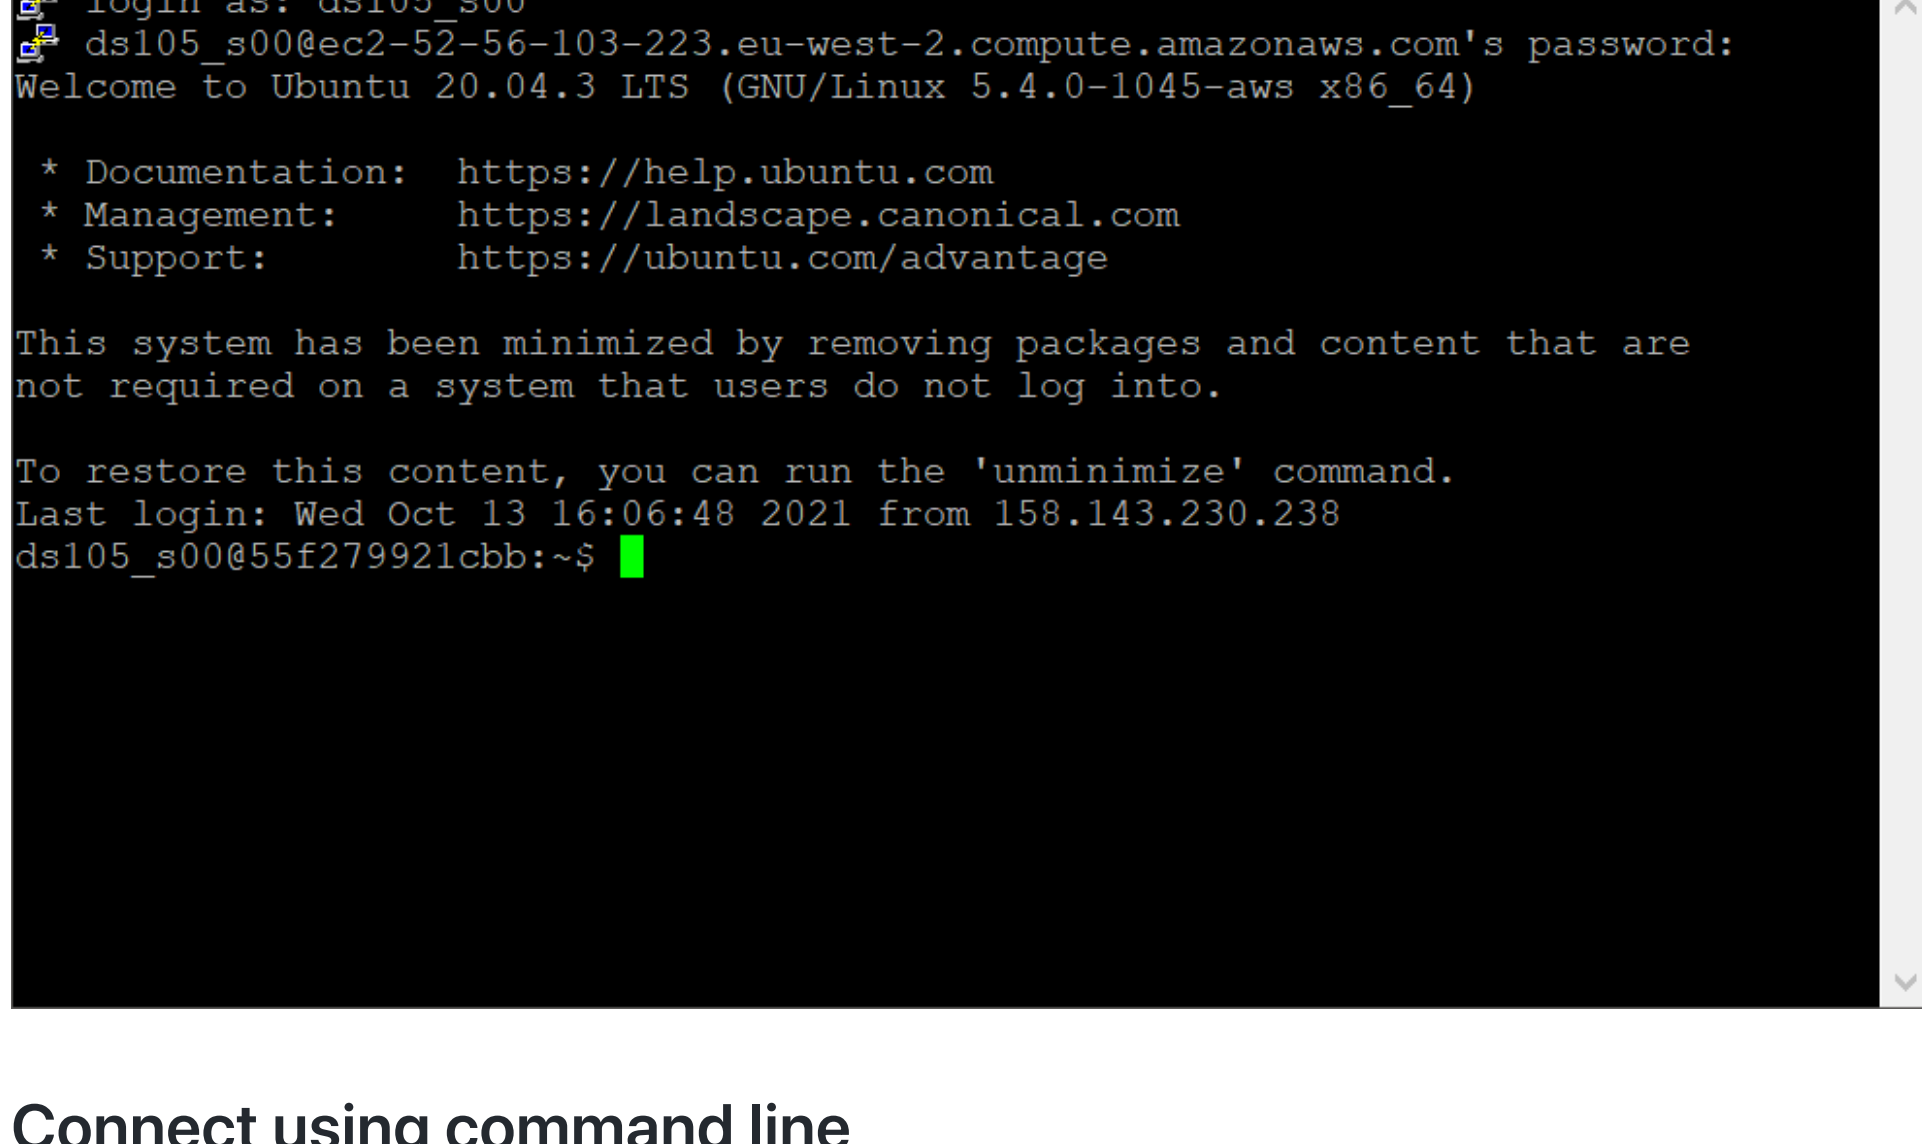 login as: ds105_s00
ds105_s00@ec2-52-56-103-223.eu-west-2.compute.amazonaws.com's password:
Welcome to Ubuntu 20.04.3 LTS (GNU/Linux 5.4.0-1045-aws x86_64)
* Documentation:  https://help.ubuntu.com
* Management:     https://landscape.canonical.com
* Support:        https://ubuntu.com/advantage
This system has been minimized by removing packages and content that are
not required on a system that users do not log into.
To restore this content, you can run the 'unminimize' command.
Last login: Wed Oct 13 16:06:48 2021 from 158.143.230.238
ds105_s00@55f279921cbb:~$
Connect using command line